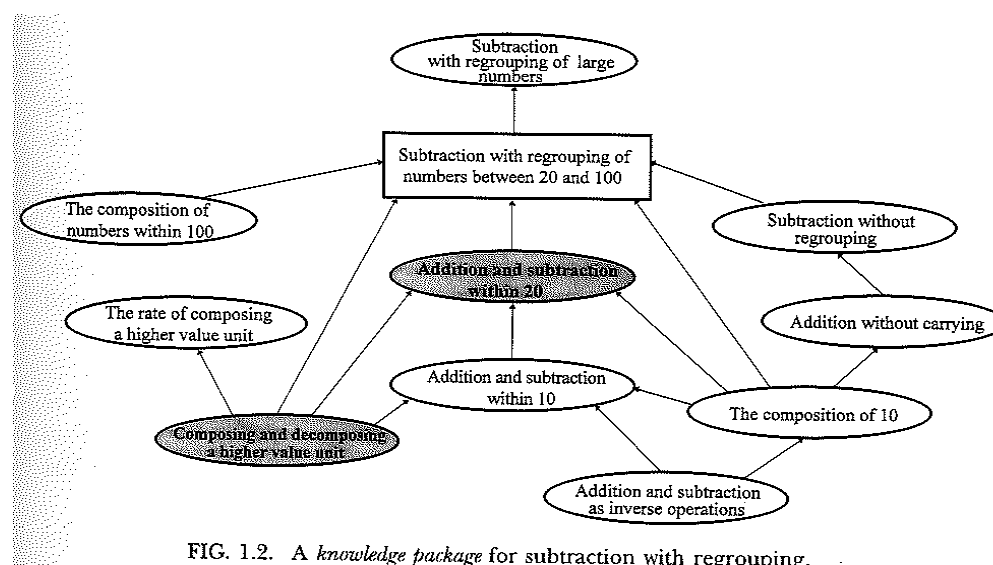 Subtraction
with regrouping of large
numbers
Subtraction with regrouping of
numbers between 20 and 100
The composition of
numbers within 100
Subtraction without
regrouping
Addition and subtraction
within 20
The rate of composing
a higher value unit
Addition without carrying
Addition and subtraction
within 10
The composition of 10
Composing and decomposing
a higher value unit
Addition and subtraction
as inverse operations
FIG. 1.2. A knowledge package for subtraction with regrouping.